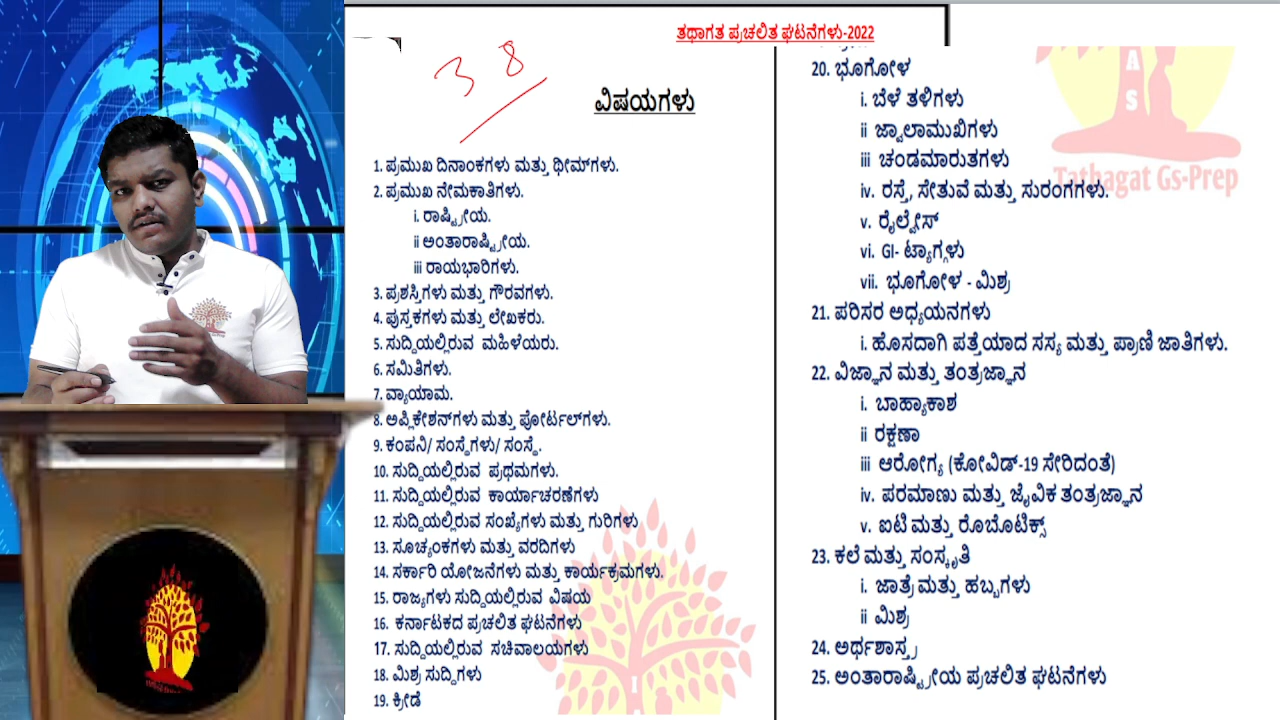 ತಥಾಗತ ಪ್ರಚಲಿತ ಘಟನೆಗಳು-2022
3 8
ವಿಷಯಗಳು
1. ಪ್ರಮುಖ ದಿನಾಂಕಗಳು ಮತ್ತು ಥೀಮ್‌ಗಳು.
2. ಪ್ರಮುಖ ನೇಮಕಾತಿಗಳು.
i. ರಾಷ್ಟ್ರೀಯ.
ii ಅಂತಾರಾಷ್ಟ್ರೀಯ.
iii ರಾಯಭಾರಿಗಳು.
3. ಪ್ರಶಸ್ತಿಗಳು ಮತ್ತು ಗೌರವಗಳು.
4. ಪುಸ್ತಕಗಳು ಮತ್ತು ಲೇಖಕರು.
5. ಸುದ್ದಿಯಲ್ಲಿರುವ ಮಹಿಳೆಯರು.
6. ಸಮಿತಿಗಳು.
7. ವ್ಯಾಯಾಮ.
8. ಅಪ್ಲಿಕೇಶನ್‌ಗಳು ಮತ್ತು ಪೋರ್ಟಲ್‌ಗಳು.
9. ಕಂಪನಿ/ ಸಂಸ್ಥೆಗಳು/ ಸಂಸ್ಥೆ.
10. ಸುದ್ದಿಯಲ್ಲಿರುವ ಪ್ರಥಮಗಳು.
11. ಸುದ್ದಿಯಲ್ಲಿರುವ ಕಾರ್ಯಾಚರಣೆಗಳು
12. ಸುದ್ದಿಯಲ್ಲಿರುವ ಸಂಖ್ಯೆಗಳು ಮತ್ತು ಗುರಿಗಳು
13. ಸೂಚ್ಯಂಕಗಳು ಮತ್ತು ವರದಿಗಳು
14. ಸರ್ಕಾರಿ ಯೋಜನೆಗಳು ಮತ್ತು ಕಾರ್ಯಕ್ರಮಗಳು.
15. ರಾಜ್ಯಗಳು ಸುದ್ದಿಯಲ್ಲಿರುವ ವಿಷಯ
16. ಕರ್ನಾಟಕದ ಪ್ರಚಲಿತ ಘಟನೆಗಳು
17. ಸುದ್ದಿಯಲ್ಲಿರುವ ಸಚಿವಾಲಯಗಳು
18. ಮಿಶ್ರ ಸುದ್ದಿಗಳು
19. ಕ್ರೀಡೆ
20. ಭೂಗೋಳ
i. ಬೆಳೆ ತಳಿಗಳು
ii ಜ್ವಾಲಾಮುಖಿಗಳು
iii ಚಂಡಮಾರುತಗಳು
iv. ರಸ್ತೆ, ಸೇತುವೆ ಮತ್ತು ಸುರಂಗಗಳು.
v. ರೈಲ್ವೇಸ್
vi. GI- ಟ್ಯಾಗ್ಗಳು
vii. ಭೂಗೋಳ - ಮಿಶ್ರ
21. ಪರಿಸರ ಅಧ್ಯಯನಗಳು
i. ಹೊಸದಾಗಿ ಪತ್ತೆಯಾದ ಸಸ್ಯ ಮತ್ತು ಪ್ರಾಣಿ ಜಾತಿಗಳು.
22. ವಿಜ್ಞಾನ ಮತ್ತು ತಂತ್ರಜ್ಞಾನ
i. ಬಾಹ್ಯಾಕಾಶ
ii ರಕ್ಷಣಾ
iii ಆರೋಗ್ಯ (ಕೋವಿಡ್-19 ಸೇರಿದಂತೆ)
iv. ಪರಮಾಣು ಮತ್ತು ಜೈವಿಕ ತಂತ್ರಜ್ಞಾನ
v. ಐಟಿ ಮತ್ತು ರೊಬೊಟಿಕ್ಸ್
23. ಕಲೆ ಮತ್ತು ಸಂಸ್ಕೃತಿ
i. ಜಾತ್ರೆ ಮತ್ತು ಹಬ್ಬಗಳು
ii ಮಿಶ್ರ
24. ಅರ್ಥಶಾಸ್ತ್ರ
25. ಅಂತಾರಾಷ್ಟ್ರೀಯ ಪ್ರಚಲಿತ ಘಟನೆಗಳು
A
S
Tathagat Gs-Prep
I